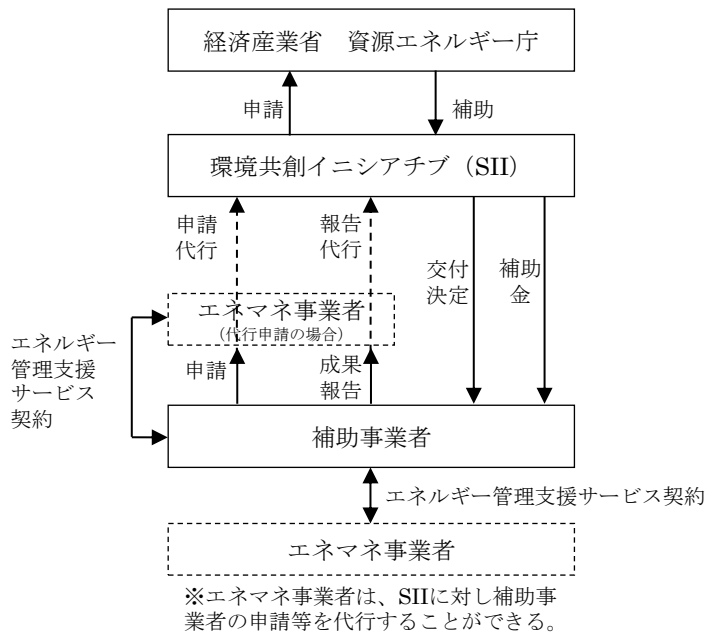 経済産業省　資源エネルギー庁
申請
補助
環境共創イニシアチブ（SII）
申請
代行
報告
代行
交付
決定
補助
金
エネマネ事業者
（代行申請の場合）
エネルギー
管理支援
サービス
契約
申請
成果
報告
補助事業者
エネルギー管理支援サービス契約
エネマネ事業者
※エネマネ事業者は、SIIに対し補助事
業者の申請等を代行することができる。